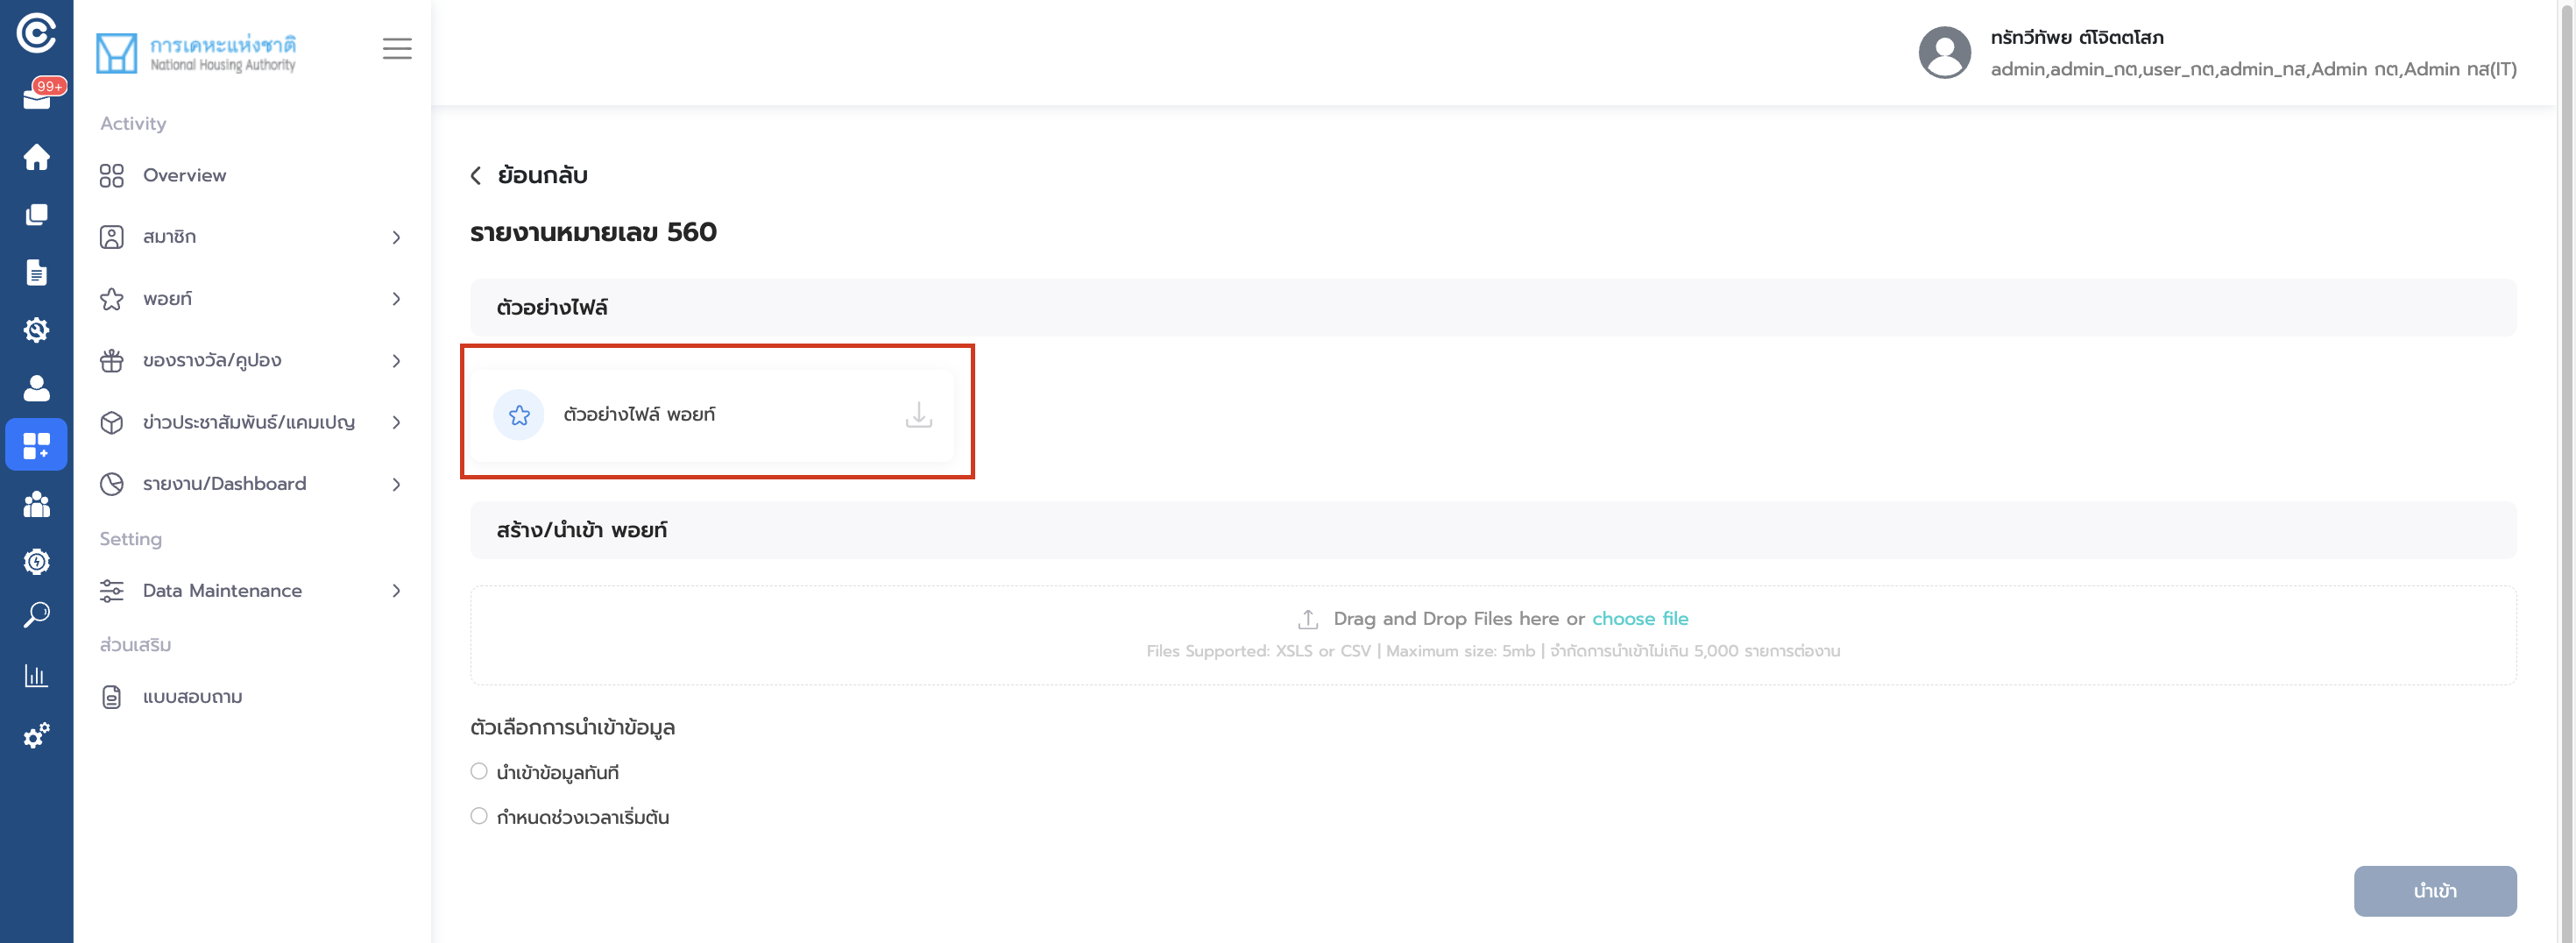 99+
การเคหะแห่งชาติ
National Housing Authority
Activity
Overview
สมาชิก
พอยท์
ของรางวัล/คูปอง
ข่าวประชาสัมพันธ์/แคมเปญ
รายงาน/Dashboard
Setting
Data Maintenance
ส่วนเสริม
แบบสอบถาม
ทรัทวีทัพย ต์โจิตตโสภ
admin,admin_กต,user_กต,admin_ทส,Admin กต,Admin ทส(IT)
ย้อนกลับ
รายงานหมายเลข 560
ตัวอย่างไฟล์
ตัวอย่างไฟล์ พอยท์
สร้าง/นำเข้า พอยท์
Drag and Drop Files here or choose file
Files Supported: XSLS or CSV | Maximum size: 5mb | จำกัดการนำเข้าไม่เกิน 5,000 รายการต่องาน
ตัวเลือกการนำเข้าข้อมูล
นำเข้าข้อมูลทันที
กำหนดช่วงเวลาเริ่มต้น
นำเข้า